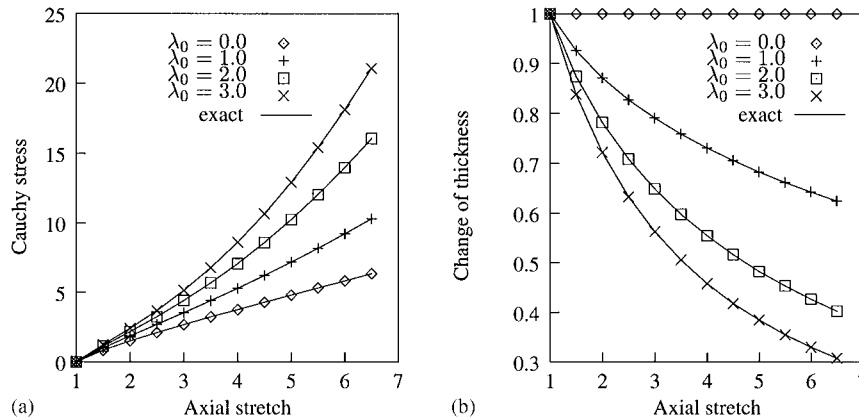 25
20
15
10
5
0
Cauchy stress
λ₀ = 0.0
λ₀ = 1.0
λ₀ = 2.0
λ₀ = 3.0
exact
1 2 3 4 5 6 7
(a) Axial stretch
1
0.9
0.8
0.7
0.6
0.5
0.4
0.3
Change of thickness
λ₀ = 0.0
λ₀ = 1.0
λ₀ = 2.0
λ₀ = 3.0
exact
1 2 3 4 5 6 7
(b) Axial stretch